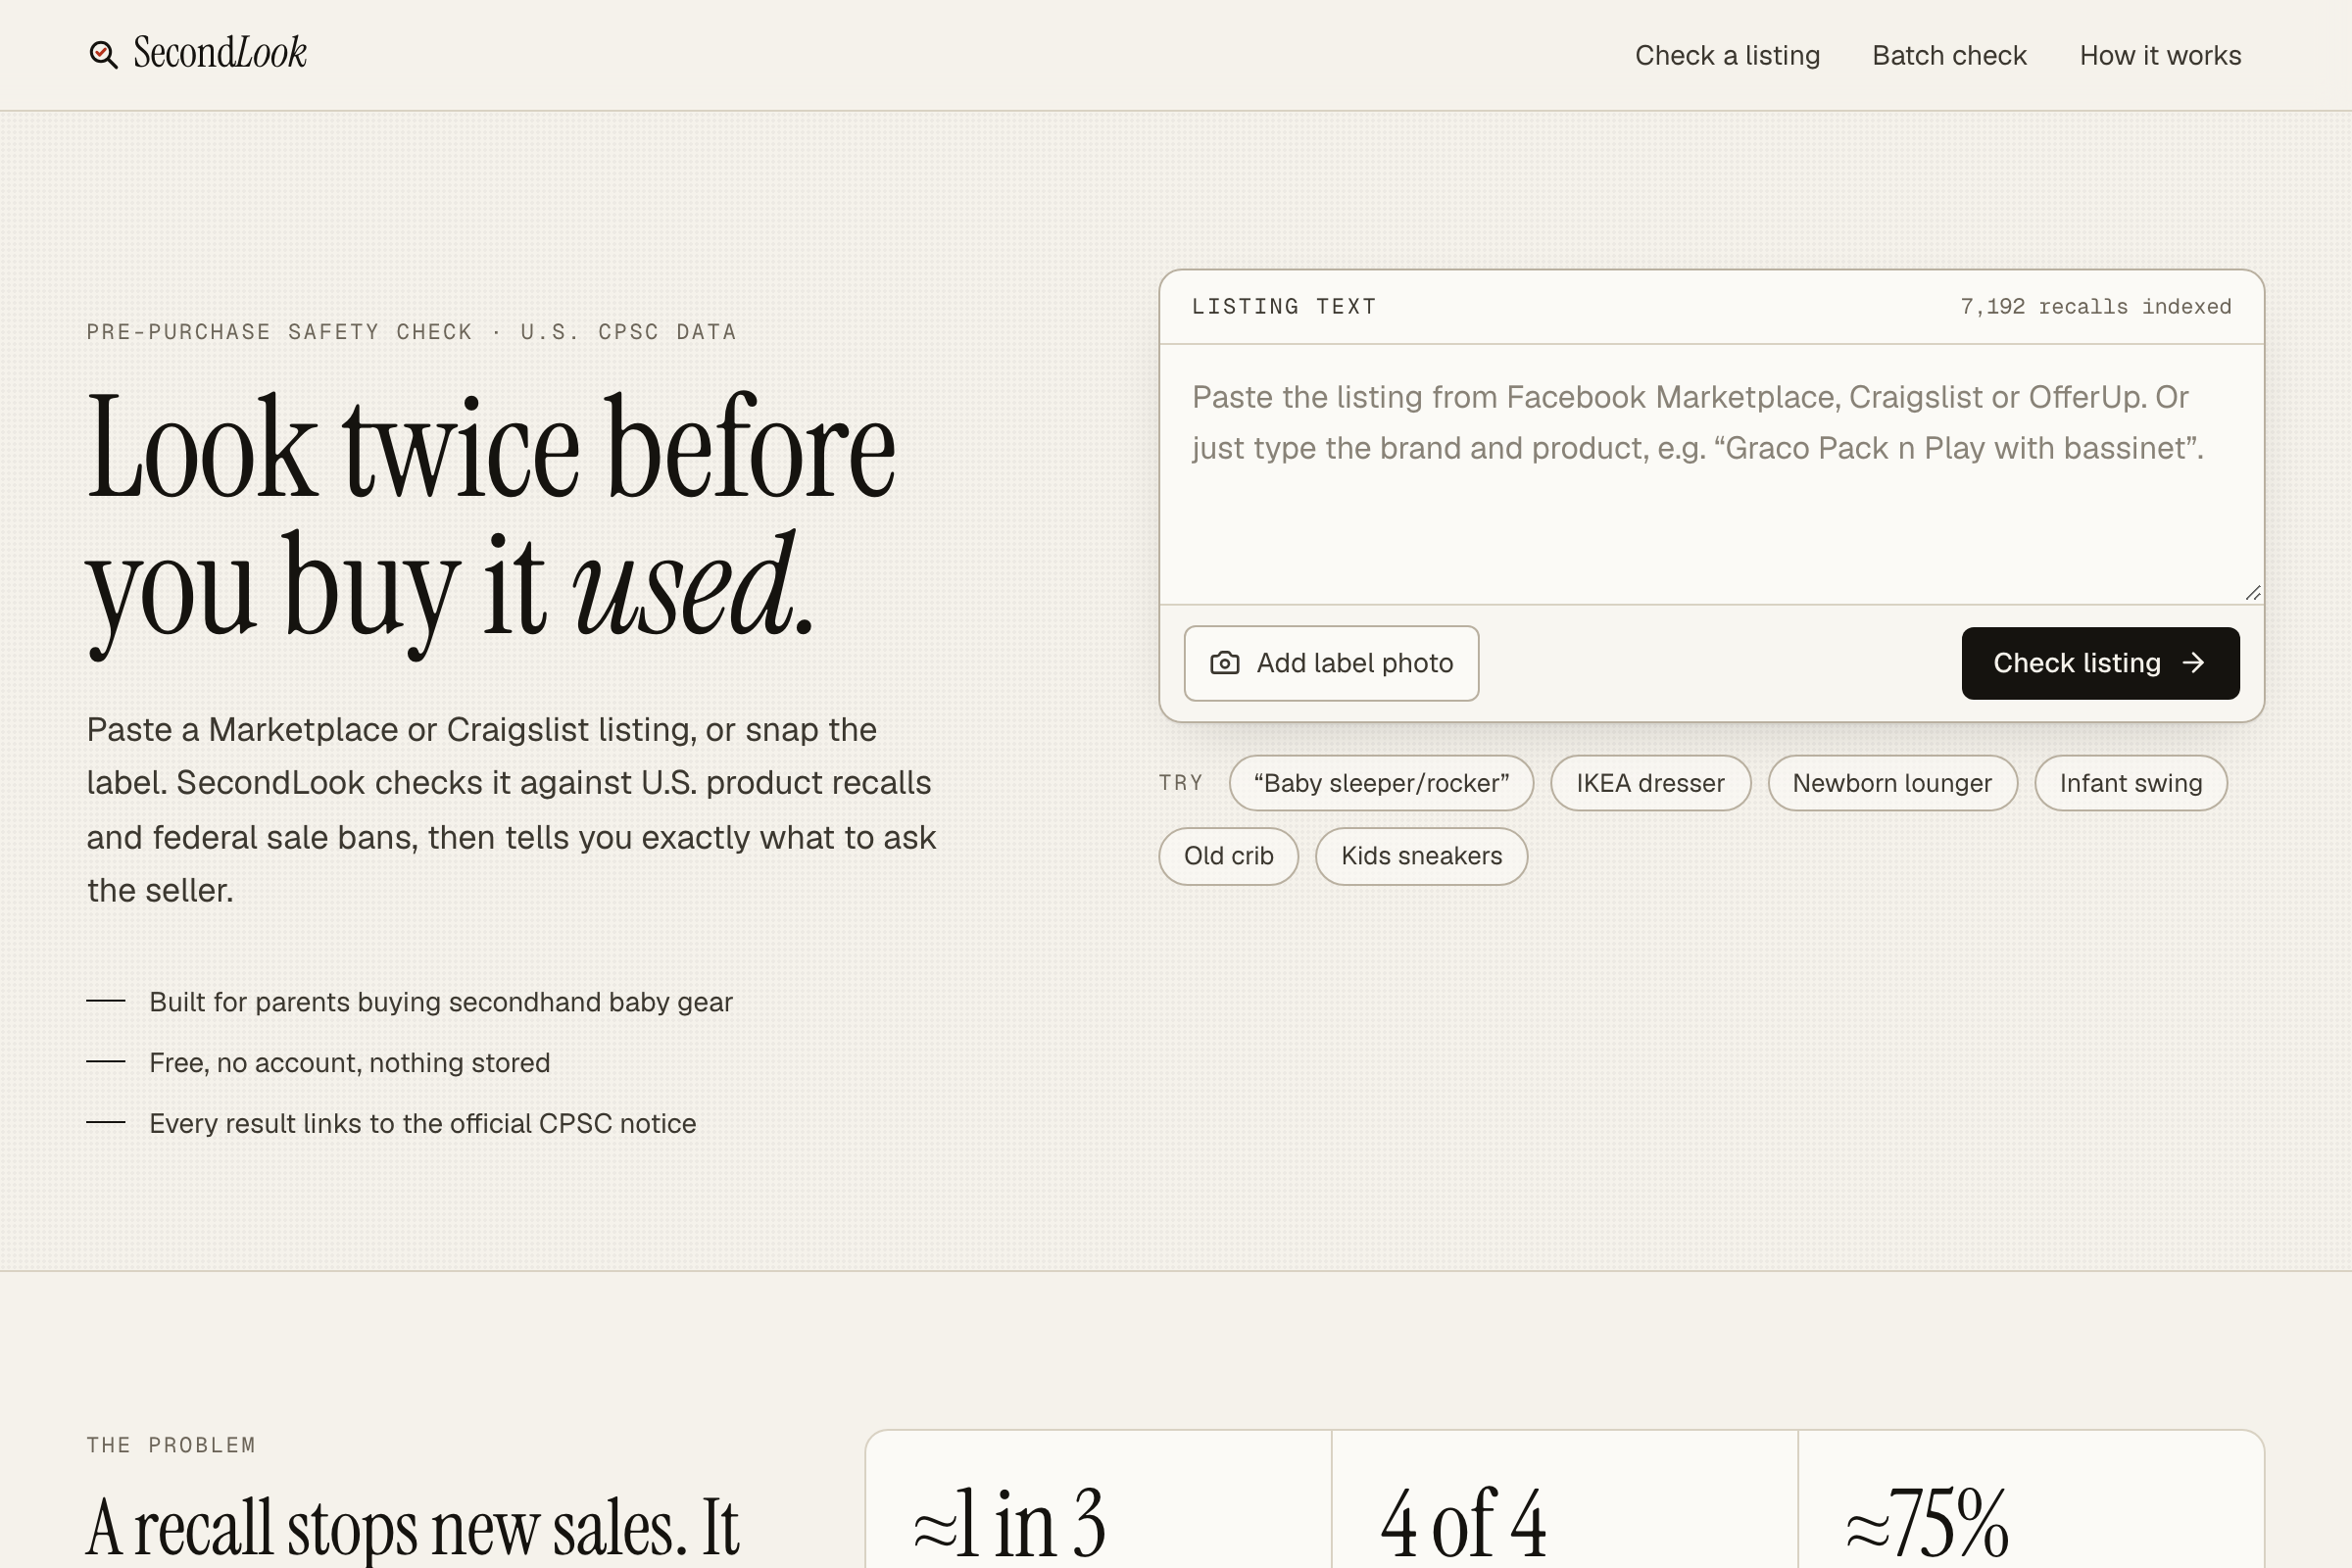 SecondLook
Check a listing
Batch check
How it works
PRE-PURCHASE SAFETY CHECK · U.S. CPSC DATA
Look twice before
you buy it used.
Paste a Marketplace or Craigslist listing, or snap the
label. SecondLook checks it against U.S. product recalls
and federal sale bans, then tells you exactly what to ask
the seller.
Built for parents buying secondhand baby gear
Free, no account, nothing stored
Every result links to the official CPSC notice
LISTING TEXT
7,192 recalls indexed
Paste the listing from Facebook Marketplace, Craigslist or OfferUp. Or
just type the brand and product, e.g. “Graco Pack n Play with bassinet”.
Add label photo
Check listing
TRY
“Baby sleeper/rocker”
IKEA dresser
Newborn lounger
Infant swing
Old crib
Kids sneakers
THE PROBLEM
A recall stops new sales. It
≈1 in 3
4 of 4
≈75%